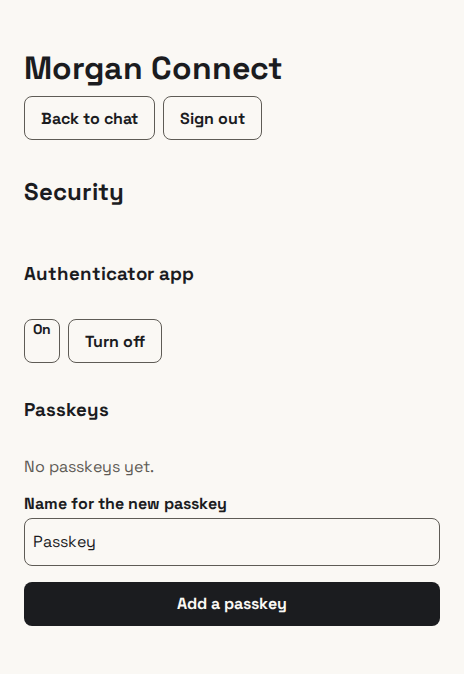 Morgan Connect
Back to chat Sign out
Security
Authenticator app
On Turn off
Passkeys
No passkeys yet.
Name for the new passkey
Passkey
Add a passkey